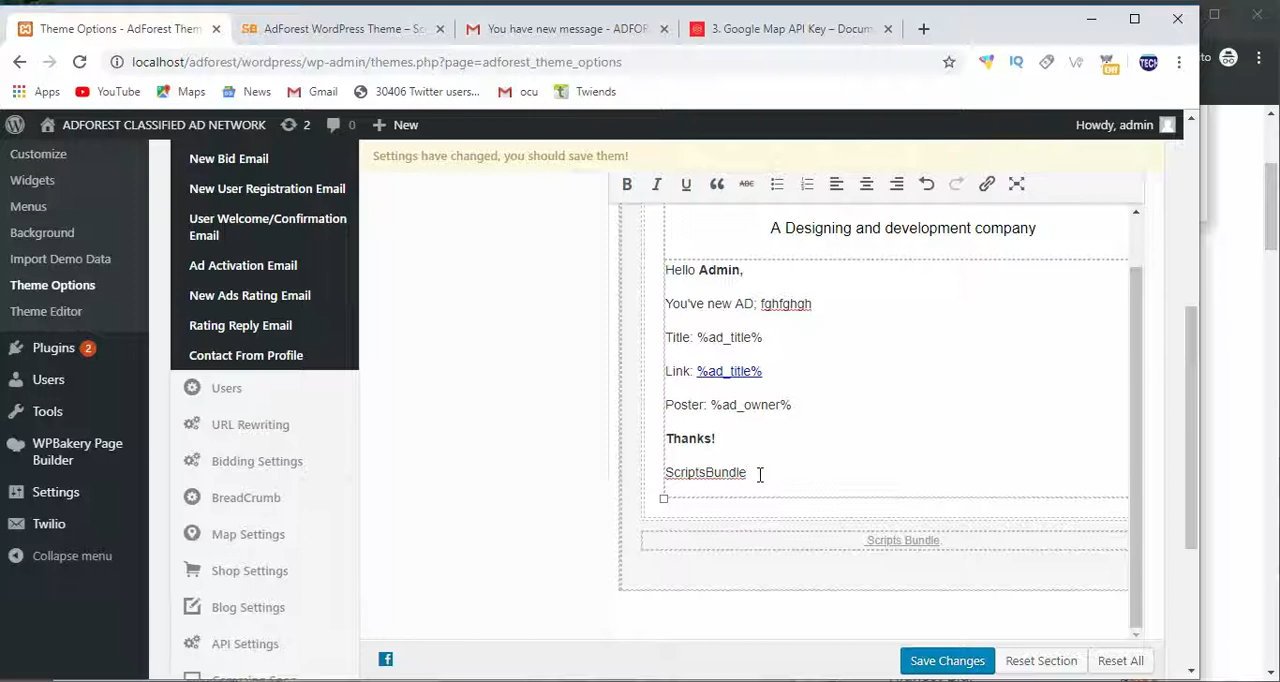 Theme Options - AdForest Them
AdForest WordPress Theme – Sc
You have new message - ADFOR
3. Google Map API Key – Docum
localhost/adforest/wordpress/wp-admin/themes.php?page=adforest_theme_options
IQ
Off
TECH
Apps
YouTube
Maps
News
Gmail
30406 Twitter users...
ocu
Twiends
ADFOREST CLASSIFIED AD NETWORK
2
0
New
Howdy, admin
Customize
Widgets
Menus
Background
Import Demo Data
Theme Options
Theme Editor
Plugins 2
Users
Tools
WPBakery Page
Builder
Settings
Twilio
Collapse menu
New Bid Email
New User Registration Email
User Welcome/Confirmation
Email
Ad Activation Email
New Ads Rating Email
Rating Reply Email
Contact From Profile
Users
URL Rewriting
Bidding Settings
BreadCrumb
Map Settings
Shop Settings
Blog Settings
API Settings
Settings have changed, you should save them!
B I U ABC
A Designing and development company
Hello Admin,
You've new AD; fghfghgh
Title: %ad_title%
Link: %ad_title%
Poster: %ad_owner%
Thanks!
ScriptsBundle
Scripts Bundle.
Save Changes
Reset Section
Reset All